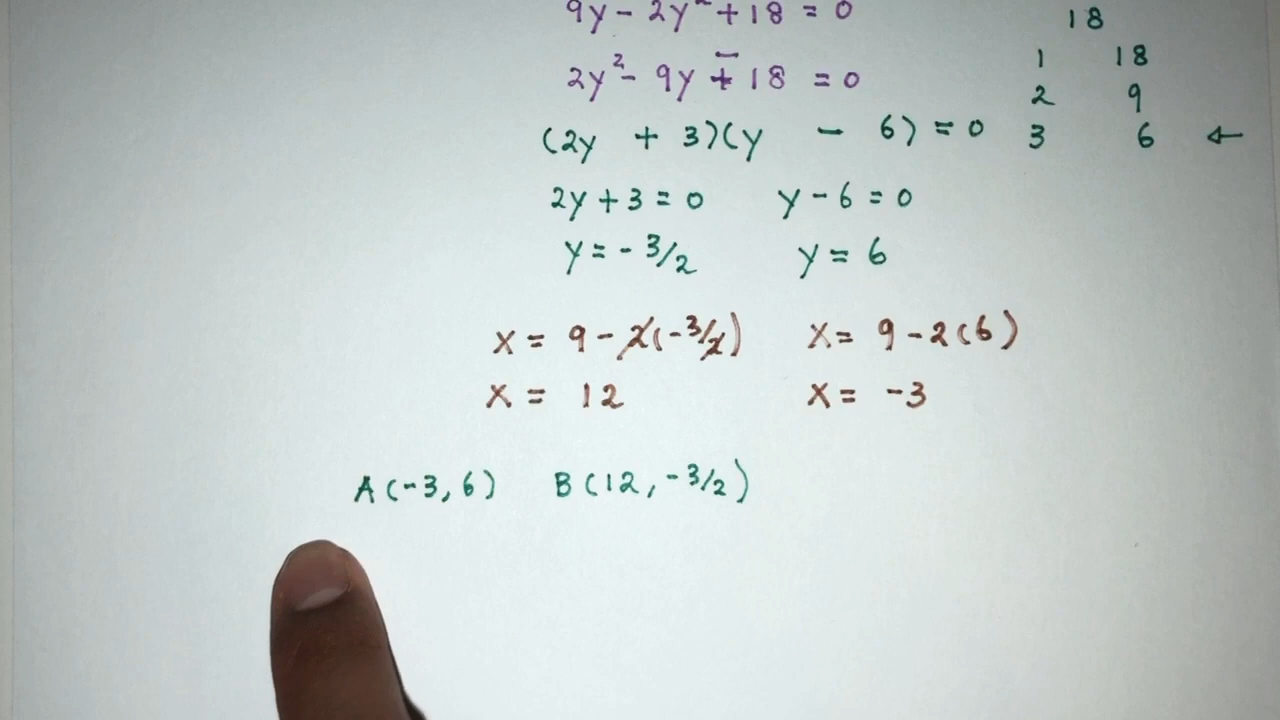 9y - 2y² + 18 = 0
18
1 18
2y² - 9y - 18 = 0
2 9
(2y + 3)(y - 6) = 0
3 6 ←
2y + 3 = 0 y - 6 = 0
y = - 3/2 y = 6
x = 9 - 2(-3/2) x = 9 - 2(6)
x = 12 x = -3
A(-3, 6) B(12, -3/2)